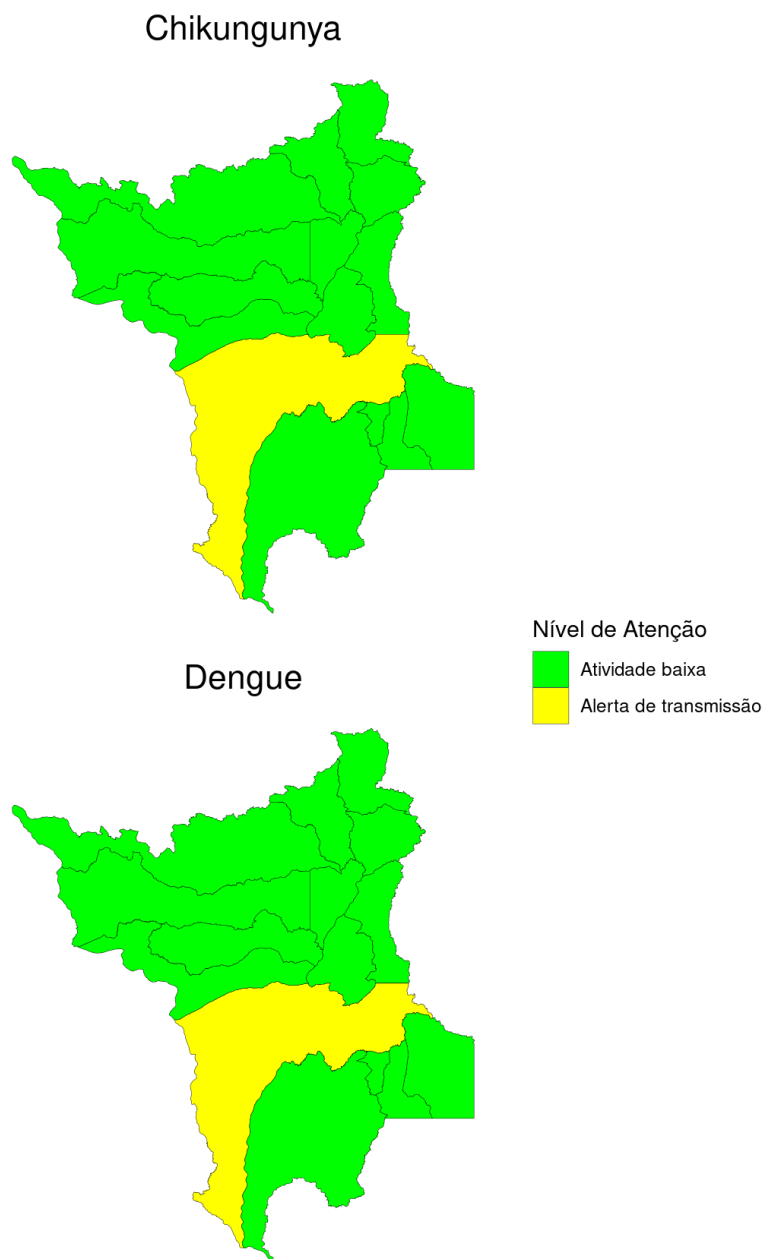 Chikungunya
Nível de Atenção
Atividade baixa
Alerta de transmissão
Dengue